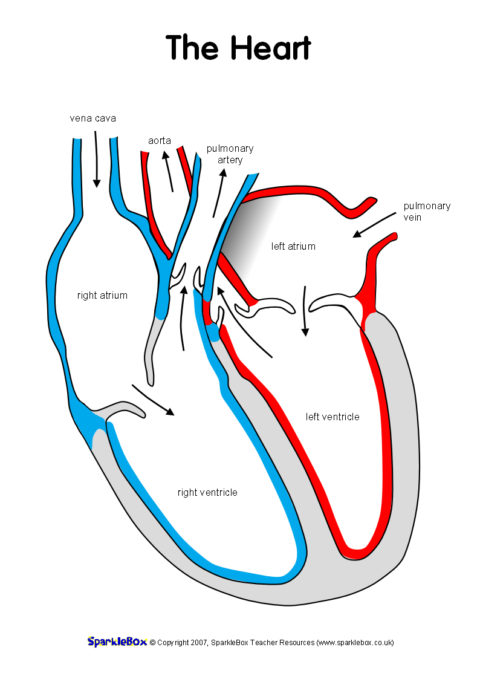 The Heart
vena cava
aorta
pulmonary
artery
pulmonary
vein
left atrium
right atrium
left ventricle
right ventricle
SparkleBox © Copyright 2007, SparkleBox Teacher Resources (www.sparklebox.co.uk)